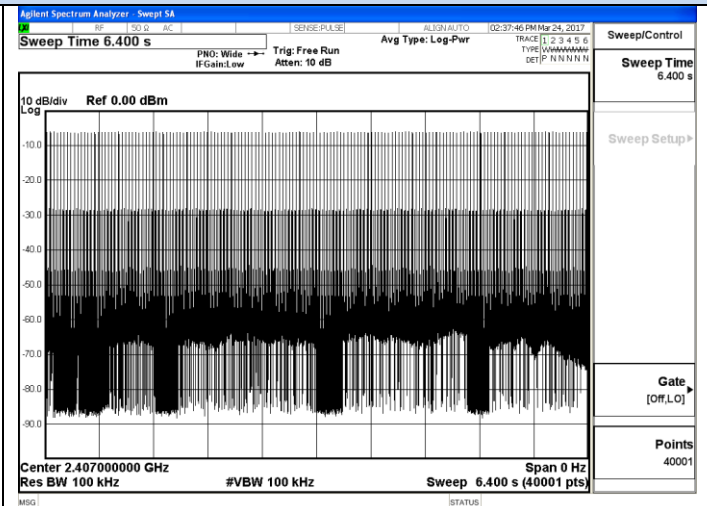 Agilent Spectrum Analyzer - Swept SA
RF 50 Ω AC SENSE:PULSE ALIGN AUTO 02:37:46 PM Mar 24, 2017
Sweep Time 6.400 s
PNO: Wide
IFGain:Low
Trig: Free Run
Atten: 10 dB
Avg Type: Log-Pwr
TRACE 1 2 3 4 5 6
TYPE
DET P N N N N N
Sweep/Control
Sweep Time
6.400 s
Sweep Setup
Gate
[Off,LO]
Points
40001
10 dB/div Ref 0.00 dBm
Log
-10.0
-20.0
-30.0
-40.0
-50.0
-60.0
-70.0
-80.0
-90.0
Center 2.407000000 GHz Span 0 Hz
Res BW 100 kHz #VBW 100 kHz Sweep 6.400 s (40001 pts)
MSG STATUS